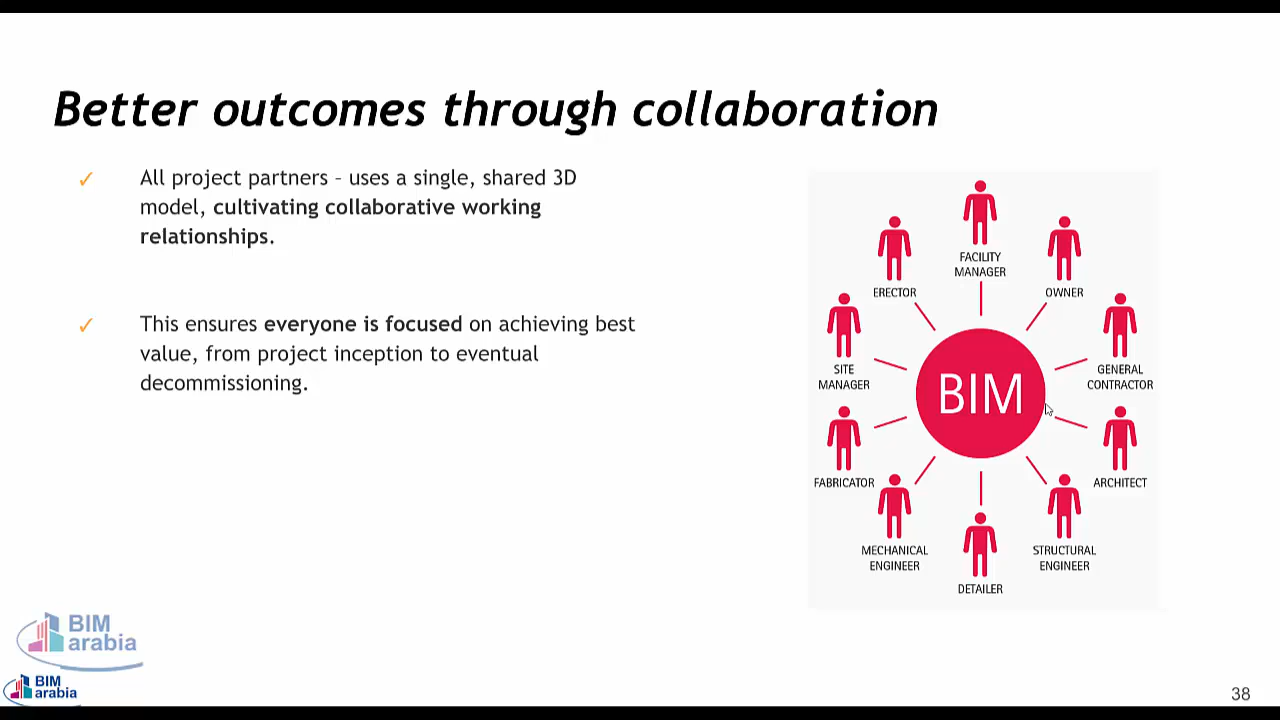 Better outcomes through collaboration
✓ All project partners – uses a single, shared 3D
model, cultivating collaborative working
relationships.
✓ This ensures everyone is focused on achieving best
value, from project inception to eventual
decommissioning.
FACILITY
MANAGER
ERECTOR
OWNER
SITE
MANAGER
GENERAL
CONTRACTOR
BIM
FABRICATOR
ARCHITECT
MECHANICAL
ENGINEER
STRUCTURAL
ENGINEER
DETAILER
BIM
arabia
BIM
arabia
38